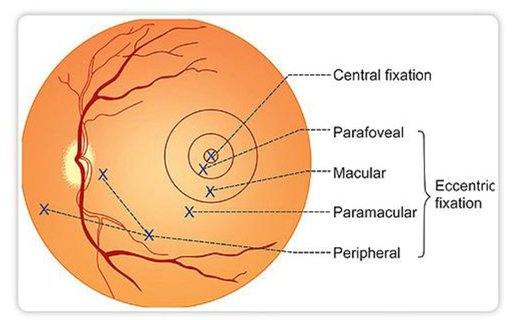 Central fixation
Parafoveal
Macular
Paramacular
Peripheral
Eccentric
fixation